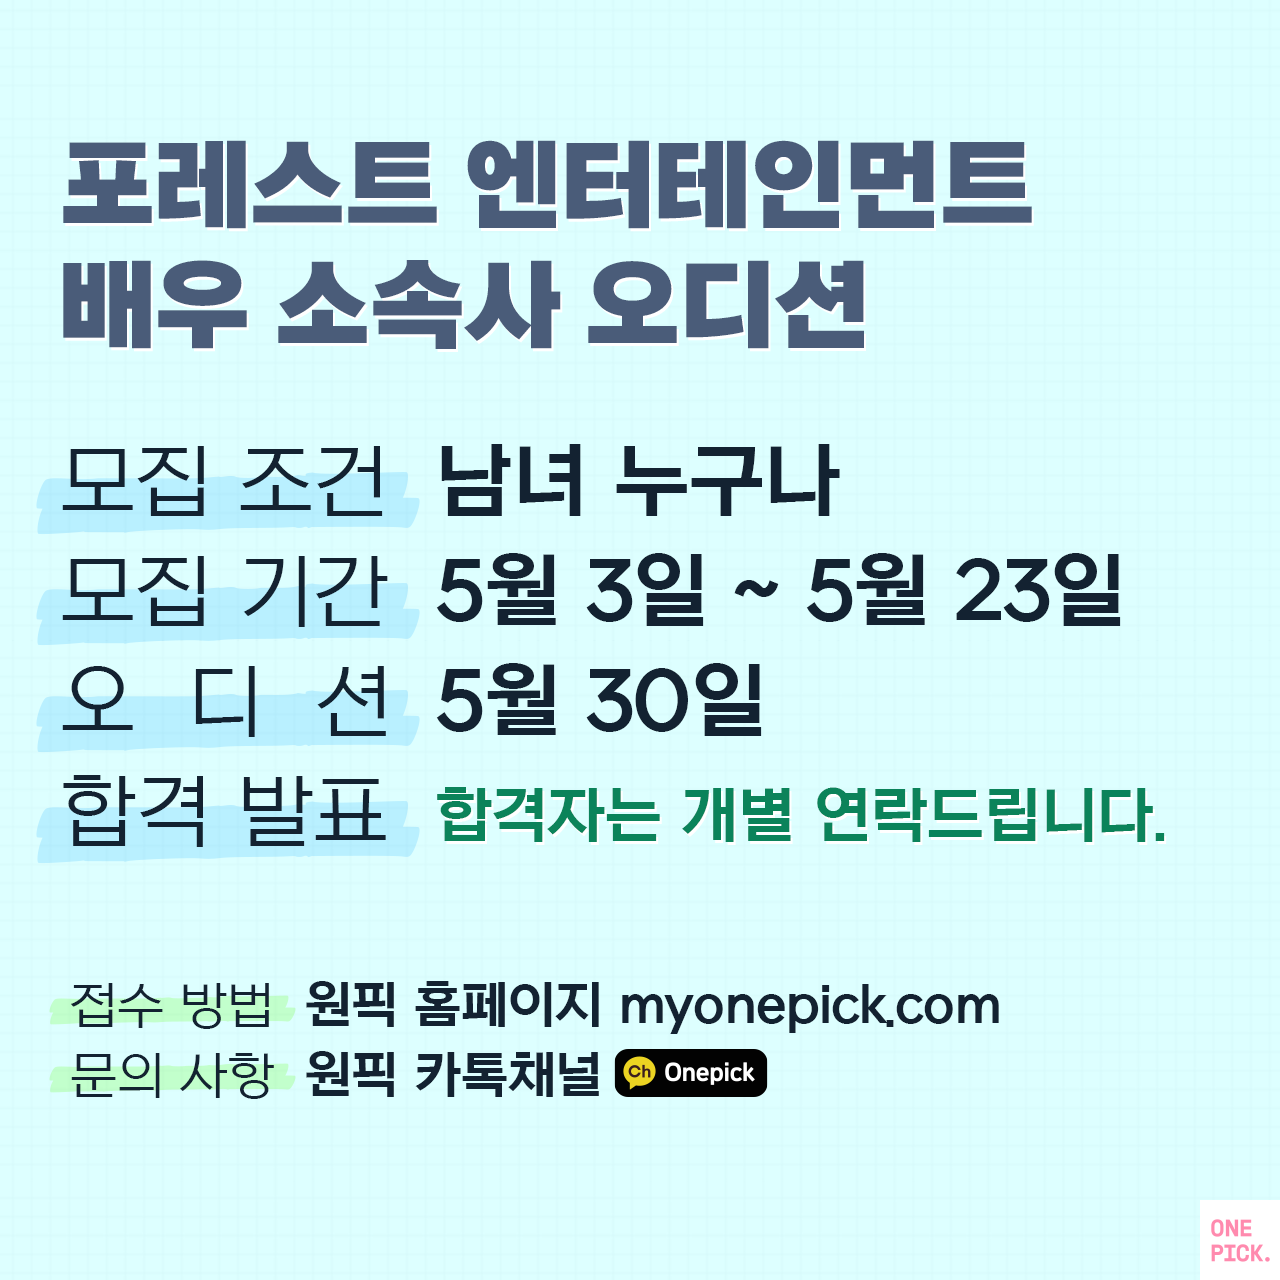 포레스트 엔터테인먼트
배우 소속사 오디션
모집 조건 남녀 누구나
모집 기간 5월 3일 ~ 5월 23일
오 디 션 5월 30일
합격 발표 합격자는 개별 연락드립니다.
접수 방법 원픽 홈페이지 myonepick.com
문의 사항 원픽 카톡채널 Ch Onepick
ONE
PICK.